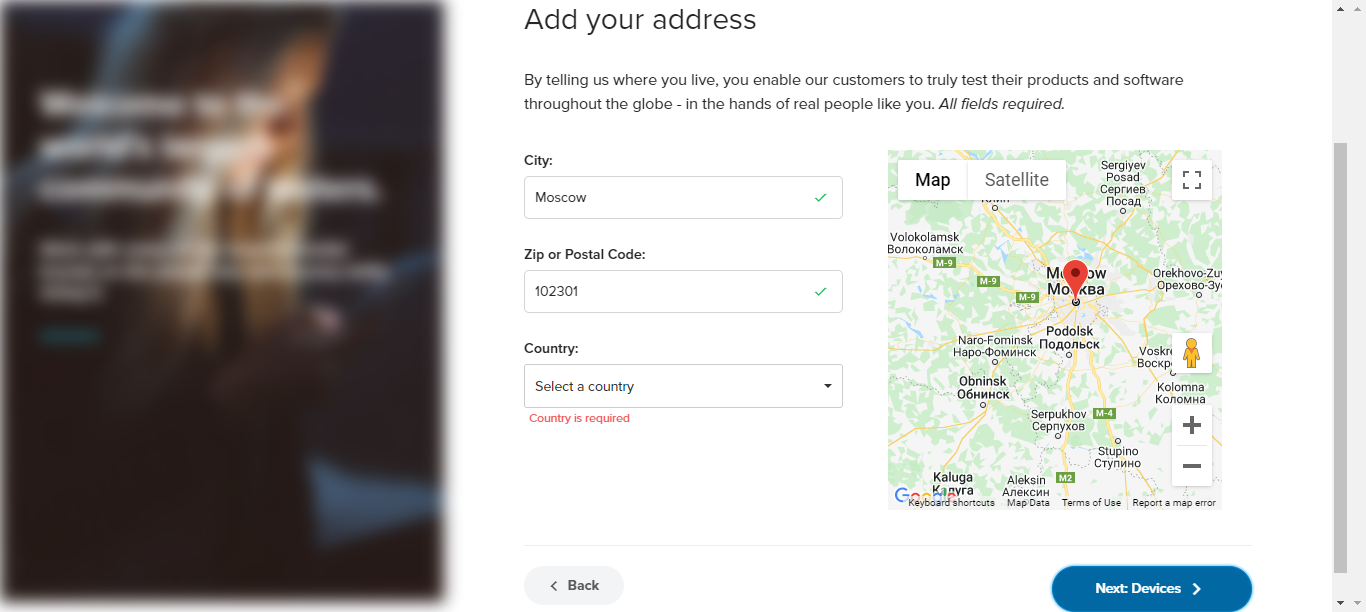 Add your address
By telling us where you live, you enable our customers to truly test their products and software
throughout the globe - in the hands of real people like you. All fields required.
City:
Moscow
Zip or Postal Code:
102301
Country:
Select a country
Country is required
Map
Satellite
Sergiyev
Posad
Сергиев
Посад
Клин
Volokolamsk
Волоколамск
M-9
M-9
M-9
Moscow
Москва
Orekhovo-Zuy
Орехово-Зу
Podolsk
Подольск
Naro-Fominsk
Наро-Фоминск
Voskre
Воскр
Obninsk
Обнинск
Kolomna
Коломна
Serpukhov
Серпухов
M-4
Stupino
Ступино
Kaluga
Калуга
Aleksin
Алексин
M2
Google
Keyboard shortcuts
Map Data
Terms of Use
Report a map error
Back
Next: Devices